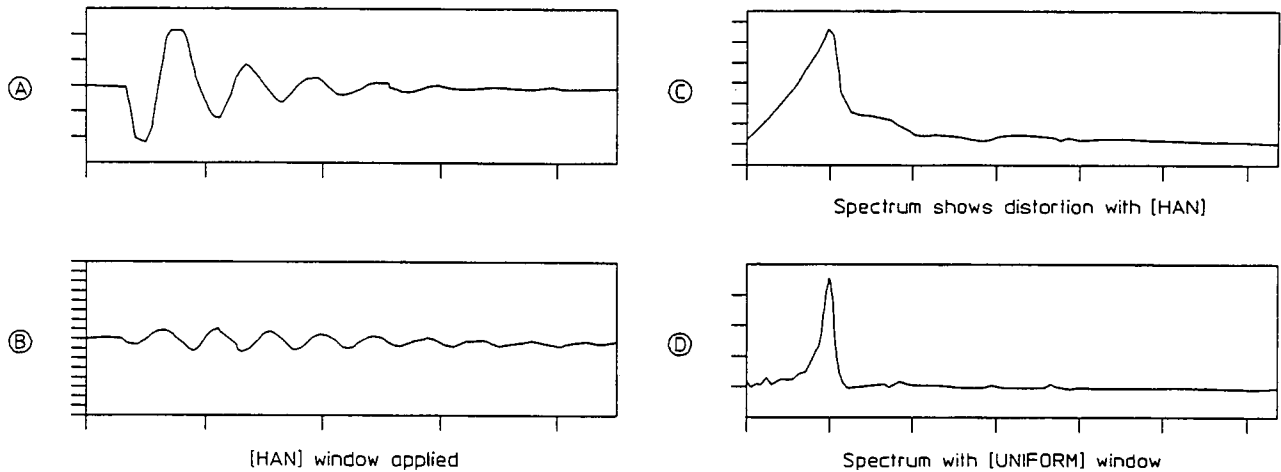 A
C
Spectrum shows distortion with [HAN]
B
D
[HAN] window applied
Spectrum with [UNIFORM] window